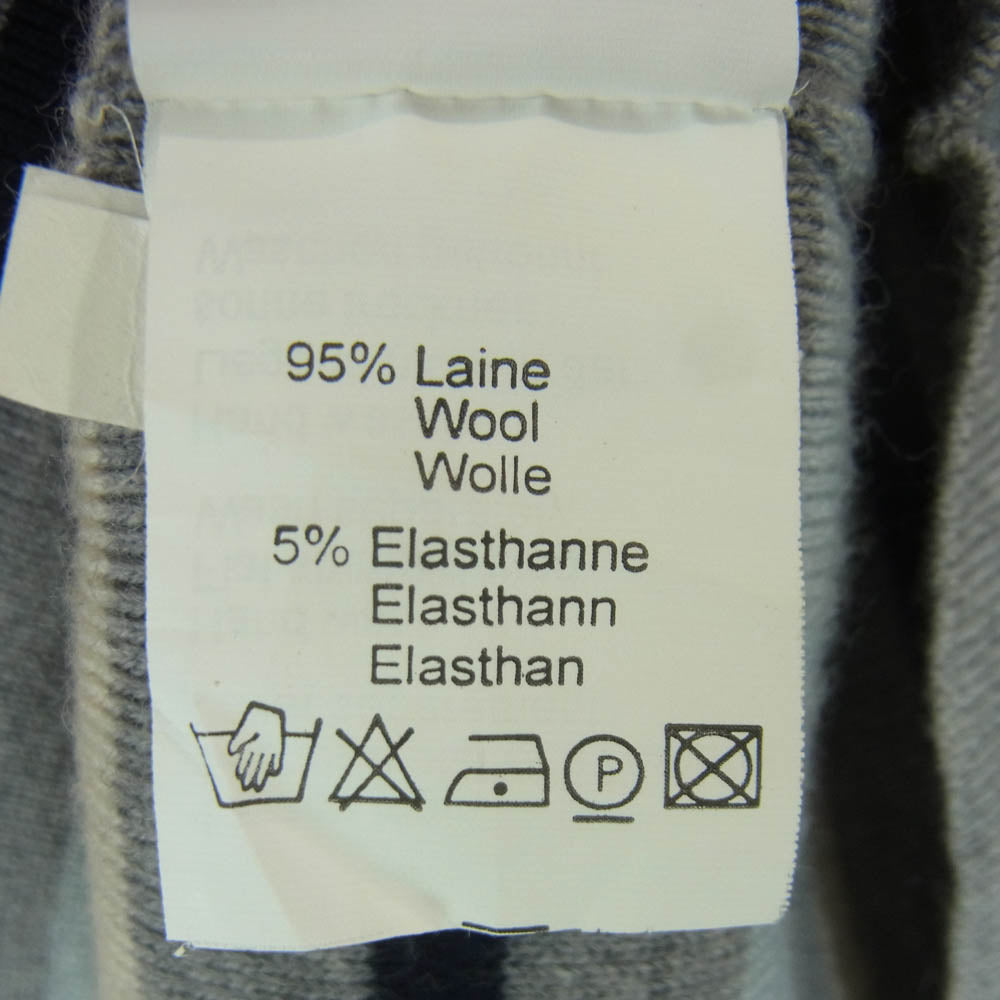 95% Laine
Wool
Wolle
5% Elasthanne
Elasthann
Elasthan
P